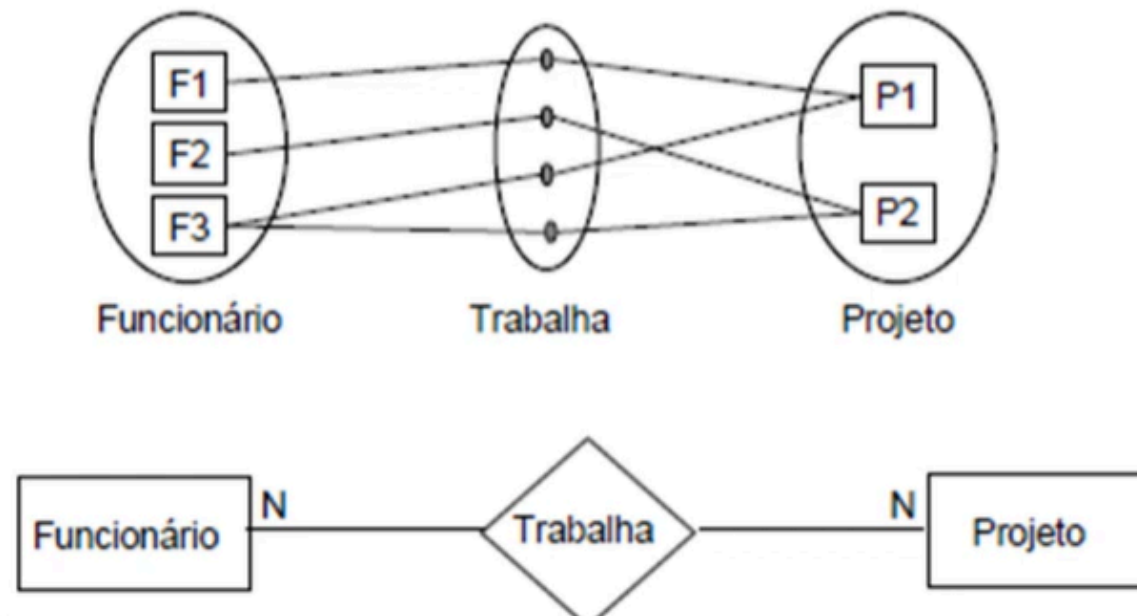 F1
F2
F3
P1
P2
Funcionário Trabalha Projeto
N N
Funcionário Trabalha Projeto